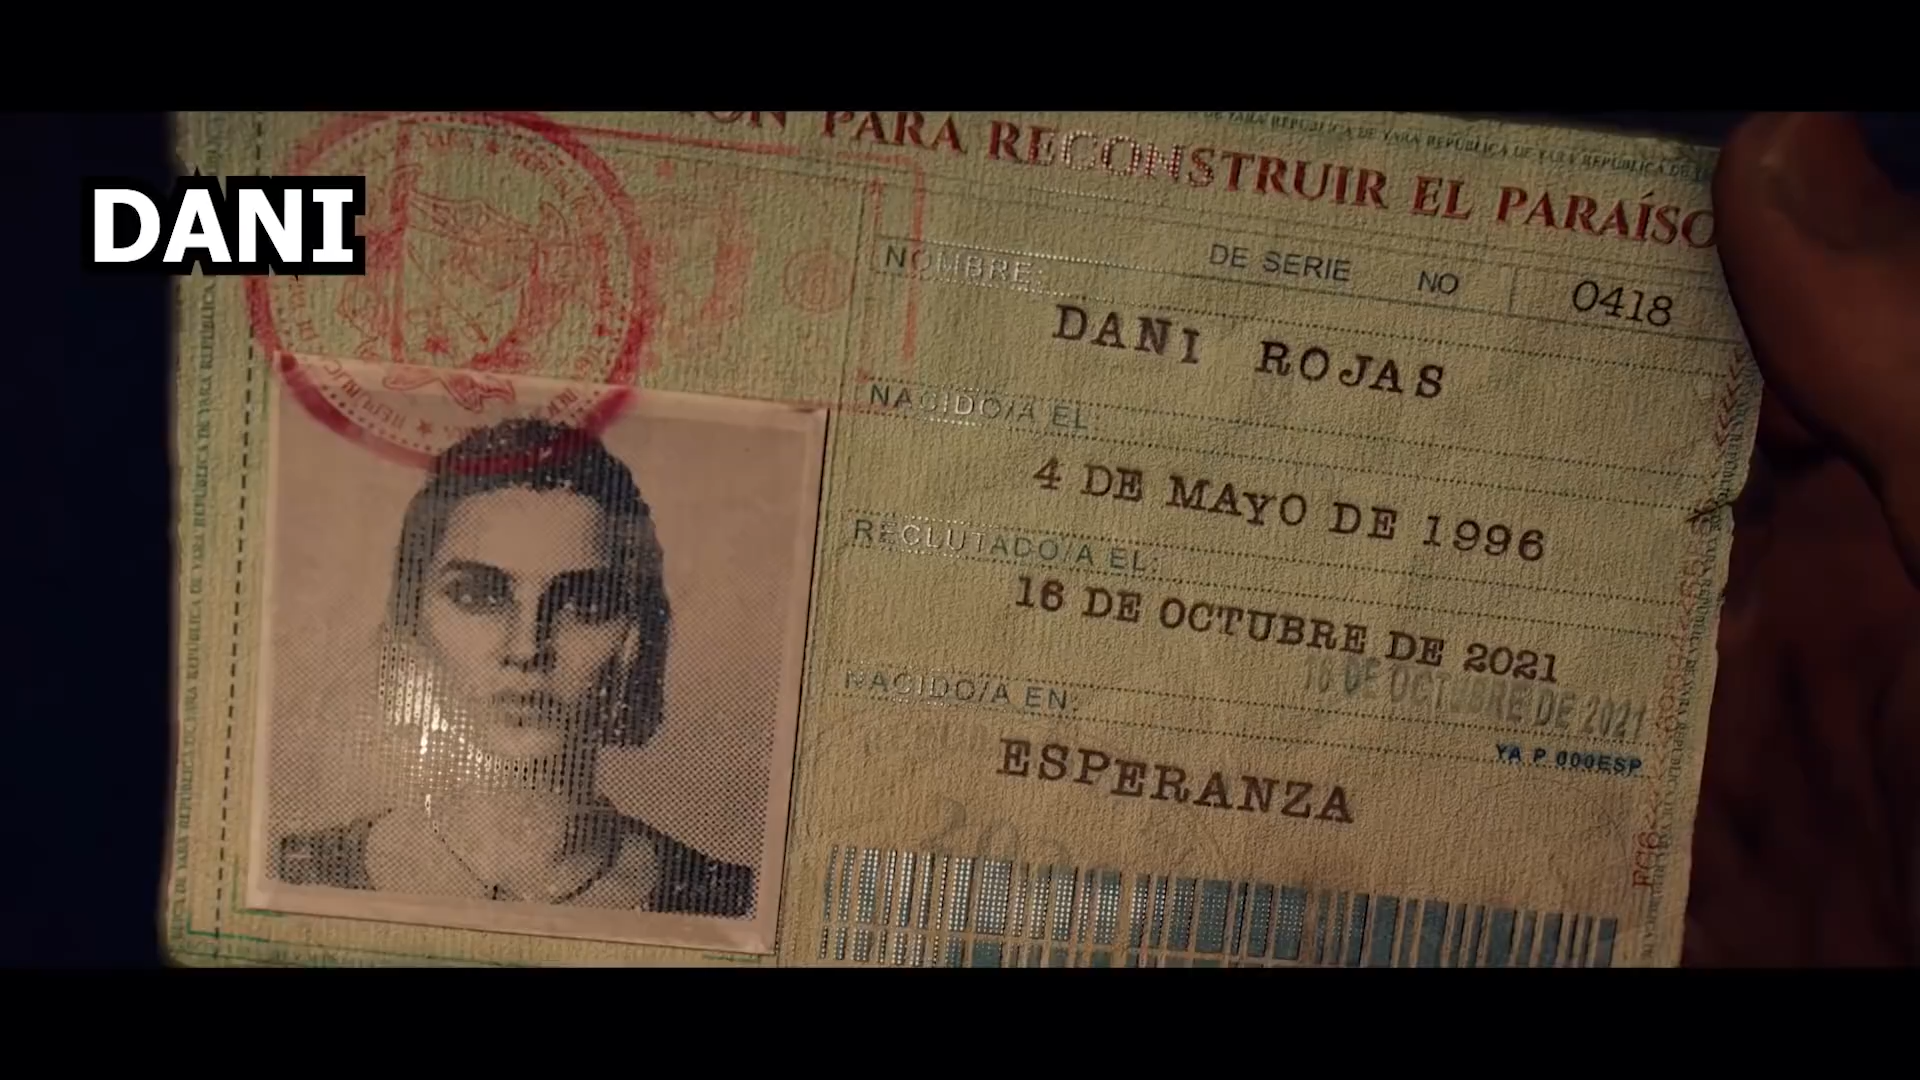 PARA RECONSTRUIR EL PARAÍSO
DANI
NOMBRE:
DE SERIE NO 0418
DANI ROJAS
NACIDO/A EL:
4 DE MAYO DE 1996
RECLUTADO/A EL:
16 DE OCTUBRE DE 2021
16 DE OCTUBRE DE 2021
NACIDO/A EN:
YA P 000ESP
ESPERANZA